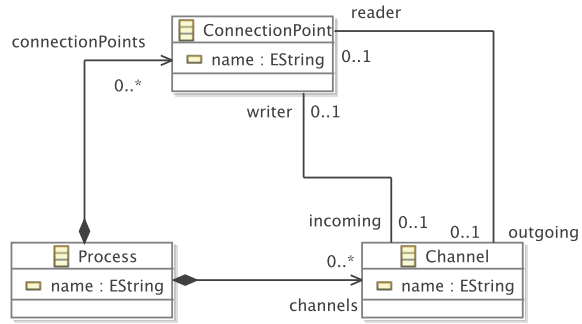 reader
ConnectionPoint
connectionPoints
name : EString
0..1
0..*
writer
0..1
incoming
0..1
0..1
outgoing
Process
0..*
Channel
name : EString
name : EString
channels